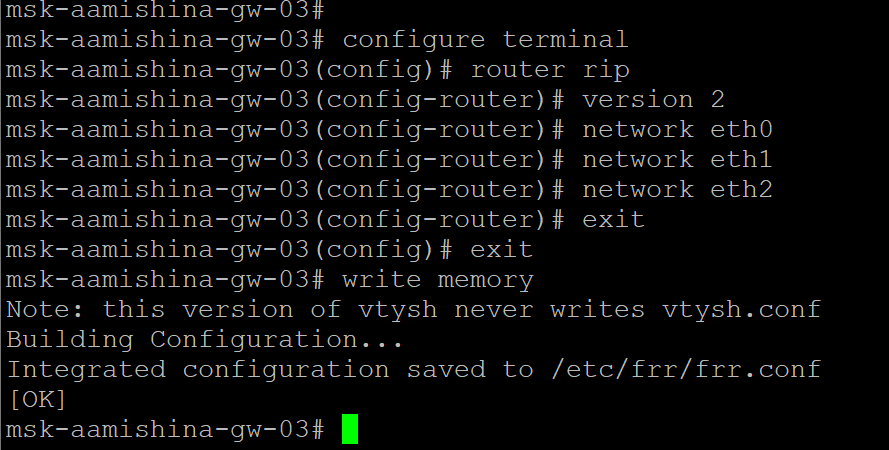 msk-aamishina-gw-03#
msk-aamishina-gw-03# configure terminal
msk-aamishina-gw-03(config)# router rip
msk-aamishina-gw-03(config-router)# version 2
msk-aamishina-gw-03(config-router)# network eth0
msk-aamishina-gw-03(config-router)# network eth1
msk-aamishina-gw-03(config-router)# network eth2
msk-aamishina-gw-03(config-router)# exit
msk-aamishina-gw-03(config)# exit
msk-aamishina-gw-03# write memory
Note: this version of vtysh never writes vtysh.conf
Building Configuration...
Integrated configuration saved to /etc/frr/frr.conf
[OK]
msk-aamishina-gw-03#